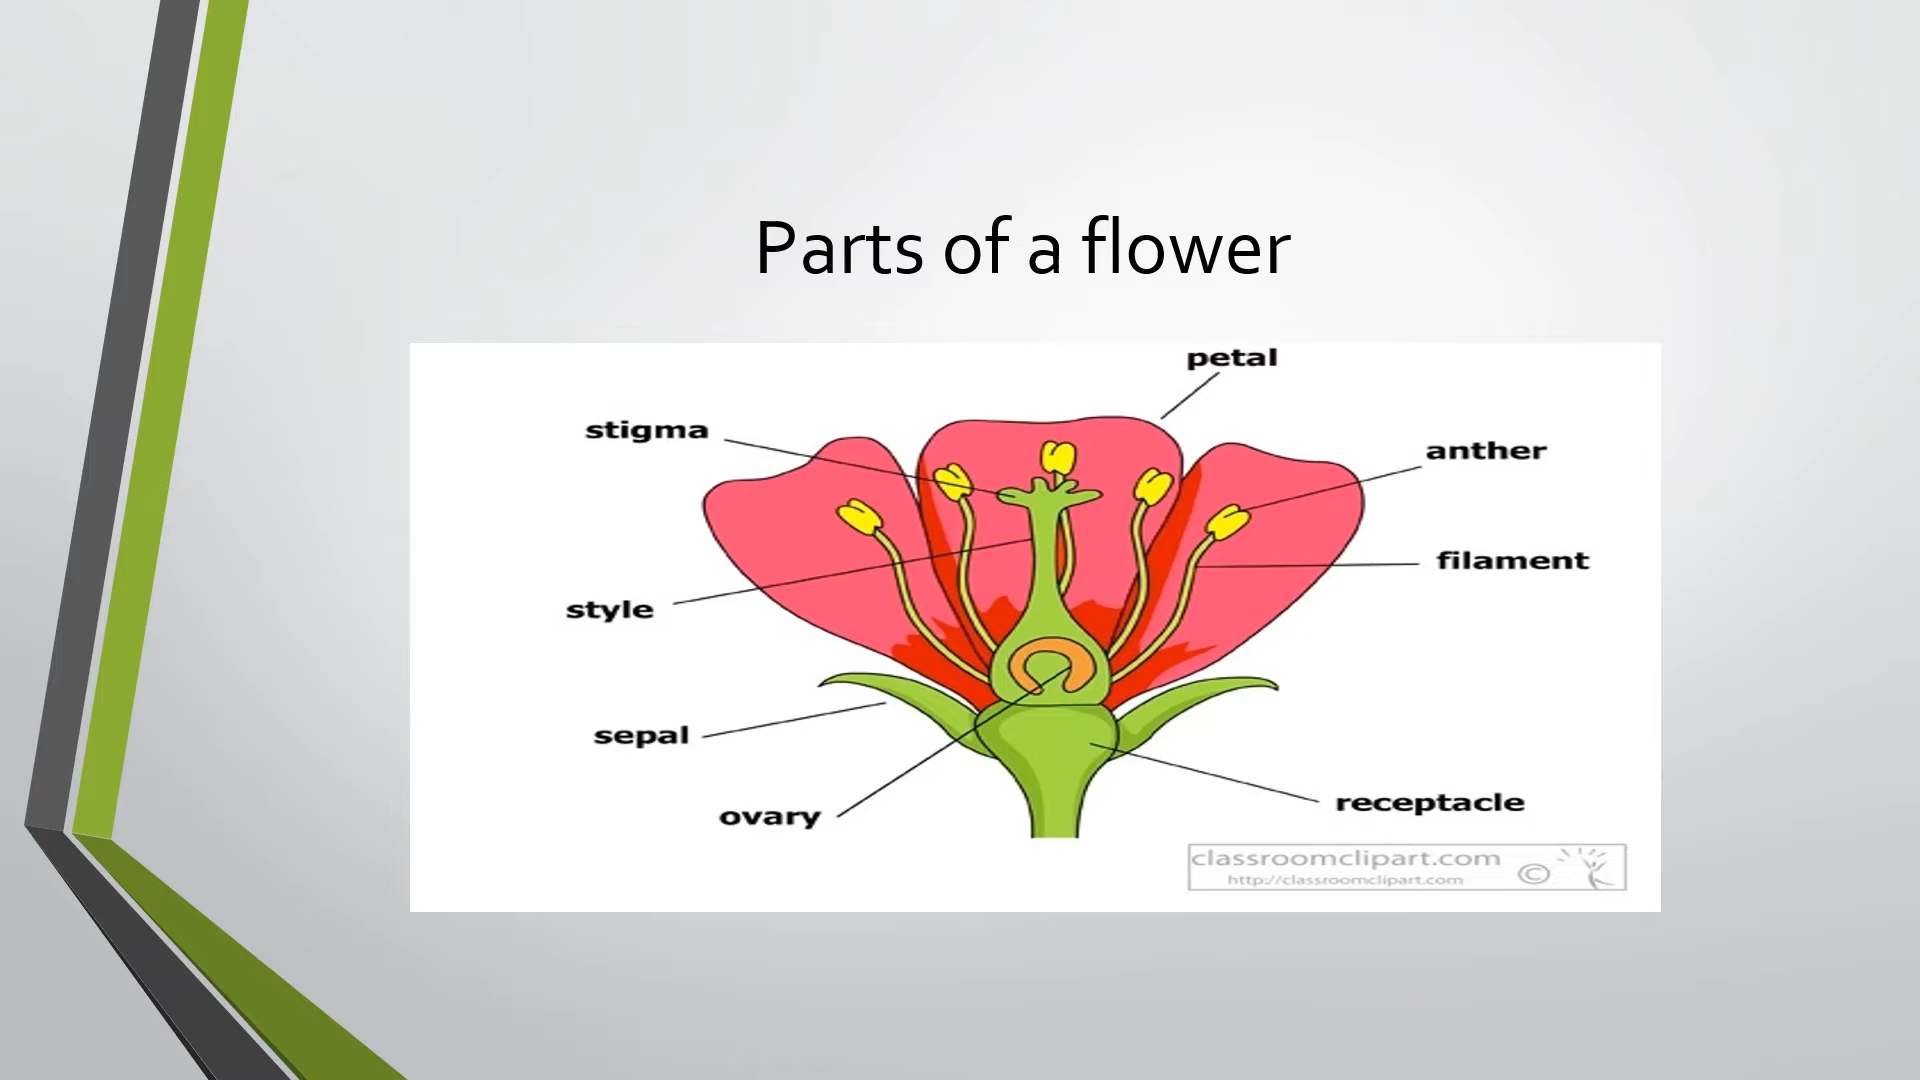 Parts of a flower
petal
stigma
anther
filament
style
sepal
receptacle
ovary
classroomclipart.com
http://classroomclipart.com ©